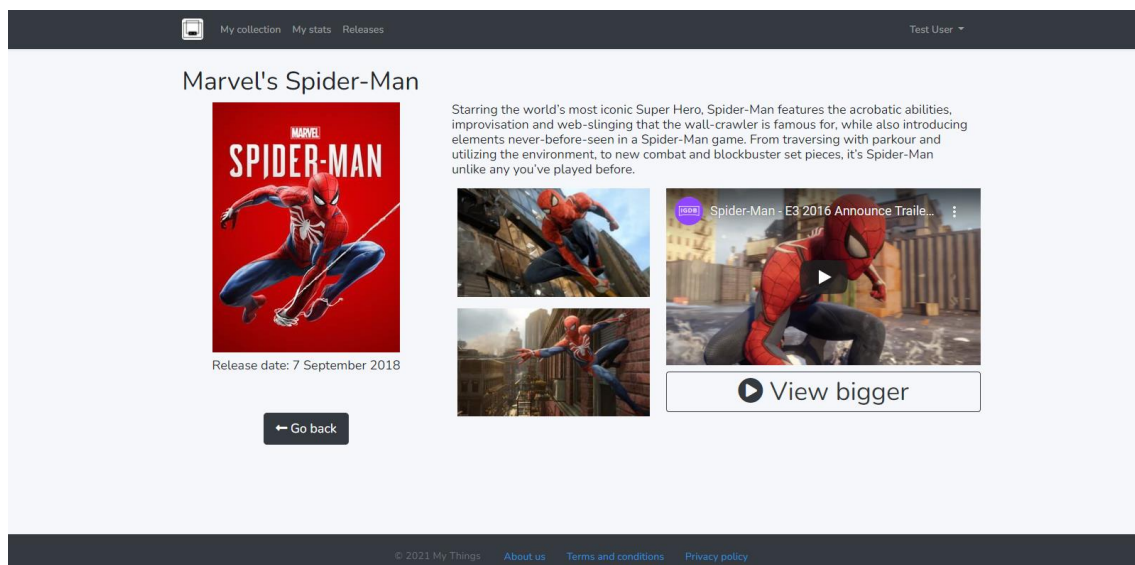 My collection My stats Releases Test User
Marvel's Spider-Man
MARVEL
SPIDER-MAN
Release date: 7 September 2018
Go back
Starring the world's most iconic Super Hero, Spider-Man features the acrobatic abilities,
improvisation and web-slinging that the wall-crawler is famous for, while also introducing
elements never-before-seen in a Spider-Man game. From traversing with parkour and
utilizing the environment, to new combat and blockbuster set pieces, it's Spider-Man
unlike any you've played before.
IGDB Spider-Man - E3 2016 Announce Traile...
View bigger
© 2021 My Things About us Terms and conditions Privacy policy